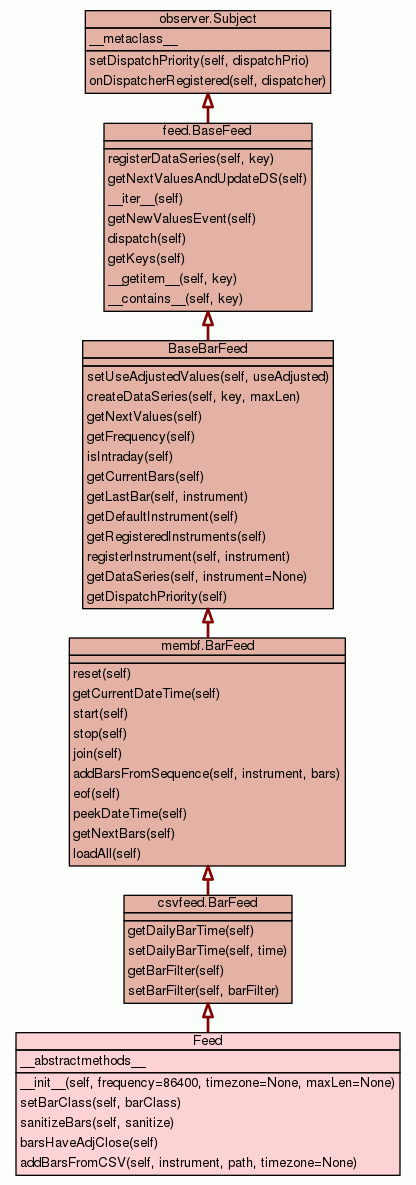 observer.Subject
__metaclass__
setDispatchPriority(self, dispatchPrio)
onDispatcherRegistered(self, dispatcher)
feed.BaseFeed
registerDataSeries(self, key)
getNextValuesAndUpdateDS(self)
__iter__(self)
getNewValuesEvent(self)
dispatch(self)
getKeys(self)
__getitem__(self, key)
__contains__(self, key)
BaseBarFeed
setUseAdjustedValues(self, useAdjusted)
createDataSeries(self, key, maxLen)
getNextValues(self)
getFrequency(self)
isIntraday(self)
getCurrentBars(self)
getLastBar(self, instrument)
getDefaultInstrument(self)
getRegisteredInstruments(self)
registerInstrument(self, instrument)
getDataSeries(self, instrument=None)
getDispatchPriority(self)
membf.BarFeed
reset(self)
getCurrentDateTime(self)
start(self)
stop(self)
join(self)
addBarsFromSequence(self, instrument, bars)
eof(self)
peekDateTime(self)
getNextBars(self)
loadAll(self)
csvfeed.BarFeed
getDailyBarTime(self)
setDailyBarTime(self, time)
getBarFilter(self)
setBarFilter(self, barFilter)
Feed
__abstractmethods__
__init__(self, frequency=86400, timezone=None, maxLen=None)
setBarClass(self, barClass)
sanitizeBars(self, sanitize)
barsHaveAdjClose(self)
addBarsFromCSV(self, instrument, path, timezone=None)